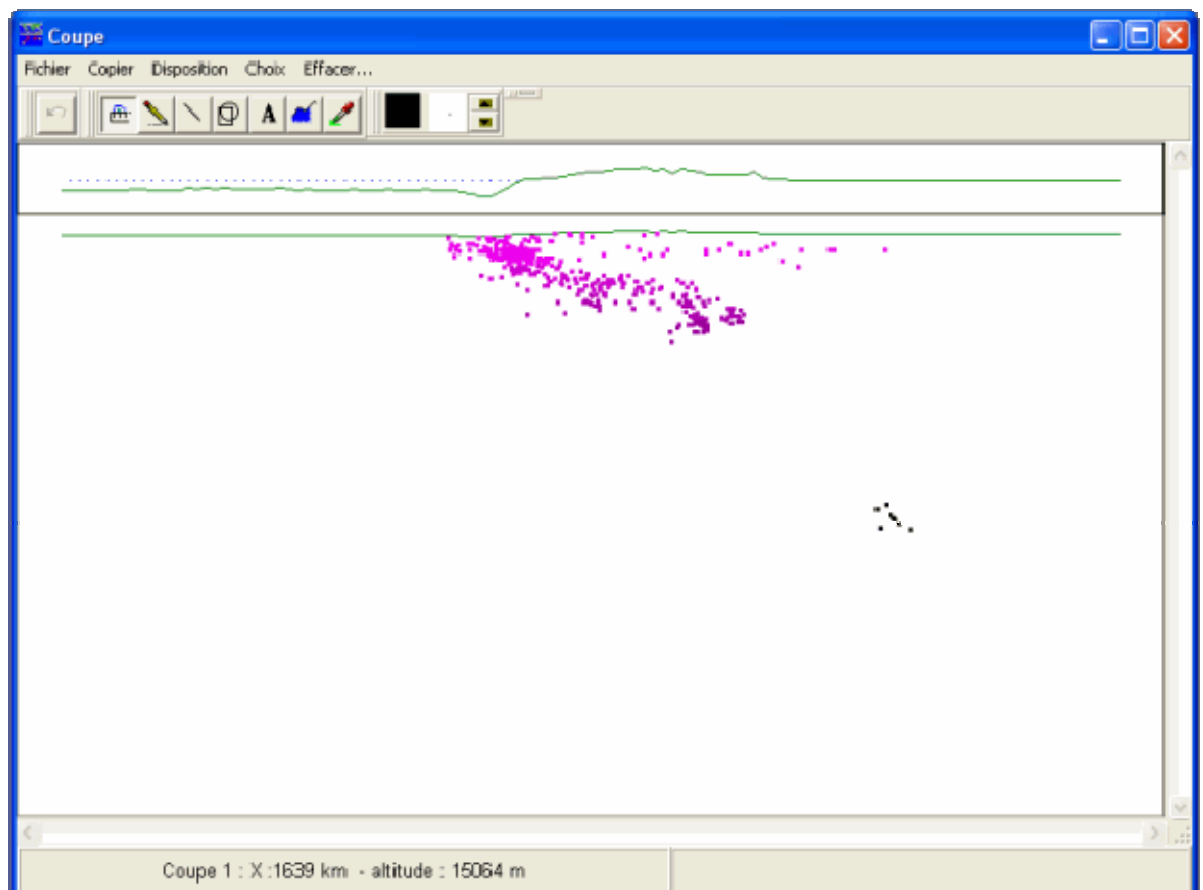 Coupe
Fichier Copier Disposition Choix Effacer...
A
Coupe 1 : X :1639 km - altitude : 15064 m